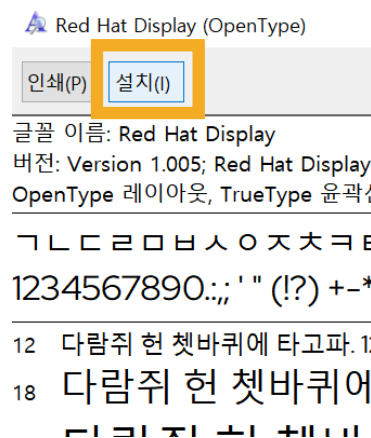 Red Hat Display (OpenType)
인쇄(P) 설치(I)
글꼴 이름: Red Hat Display
버전: Version 1.005; Red Hat Display
OpenType 레이아웃, TrueType 윤곽선
ㄱㄴㄷㄹㅁㅂㅅㅇㅈㅊㅋㅌ
1234567890.:,; ' " (!?) +-*
12 다람쥐 헌 쳇바퀴에 타고파. 12
18 다람쥐 헌 쳇바퀴에